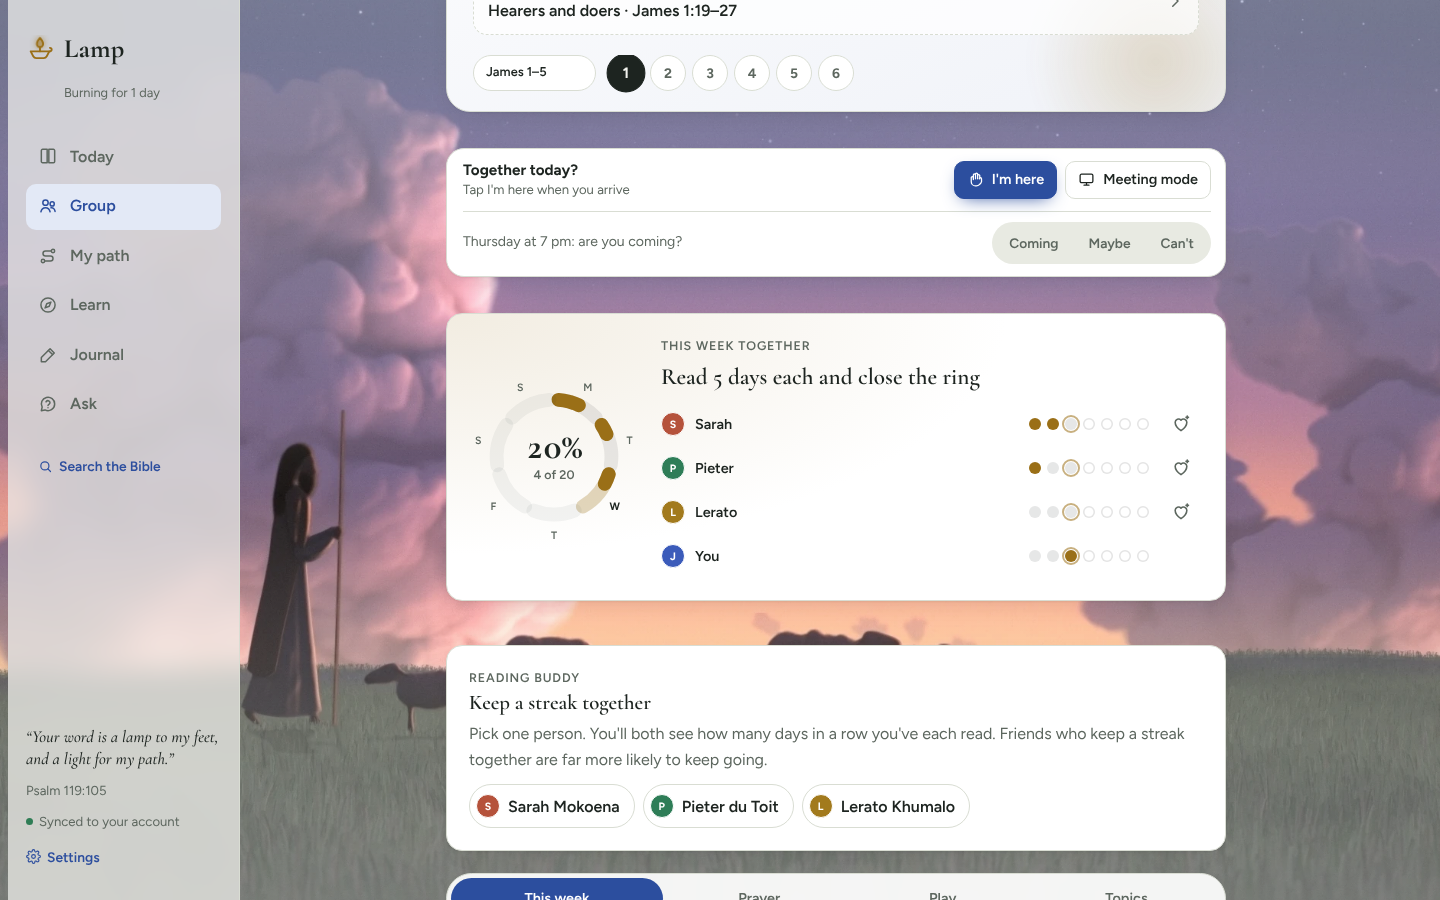 Lamp
Burning for 1 day
Today
Group
My path
Learn
Journal
Ask
Search the Bible
“Your word is a lamp to my feet,
and a light for my path.”
Psalm 119:105
Synced to your account
Settings
Hearers and doers · James 1:19–27
James 1–5 1 2 3 4 5 6
Together today?
Tap I'm here when you arrive
I'm here Meeting mode
Thursday at 7 pm: are you coming?
Coming Maybe Can't
S M T W T F S
20%
4 of 20
THIS WEEK TOGETHER
Read 5 days each and close the ring
S Sarah
P Pieter
L Lerato
J You
READING BUDDY
Keep a streak together
Pick one person. You'll both see how many days in a row you've each read. Friends who keep a streak
together are far more likely to keep going.
S Sarah Mokoena P Pieter du Toit L Lerato Khumalo
This week Prayer Play Topics